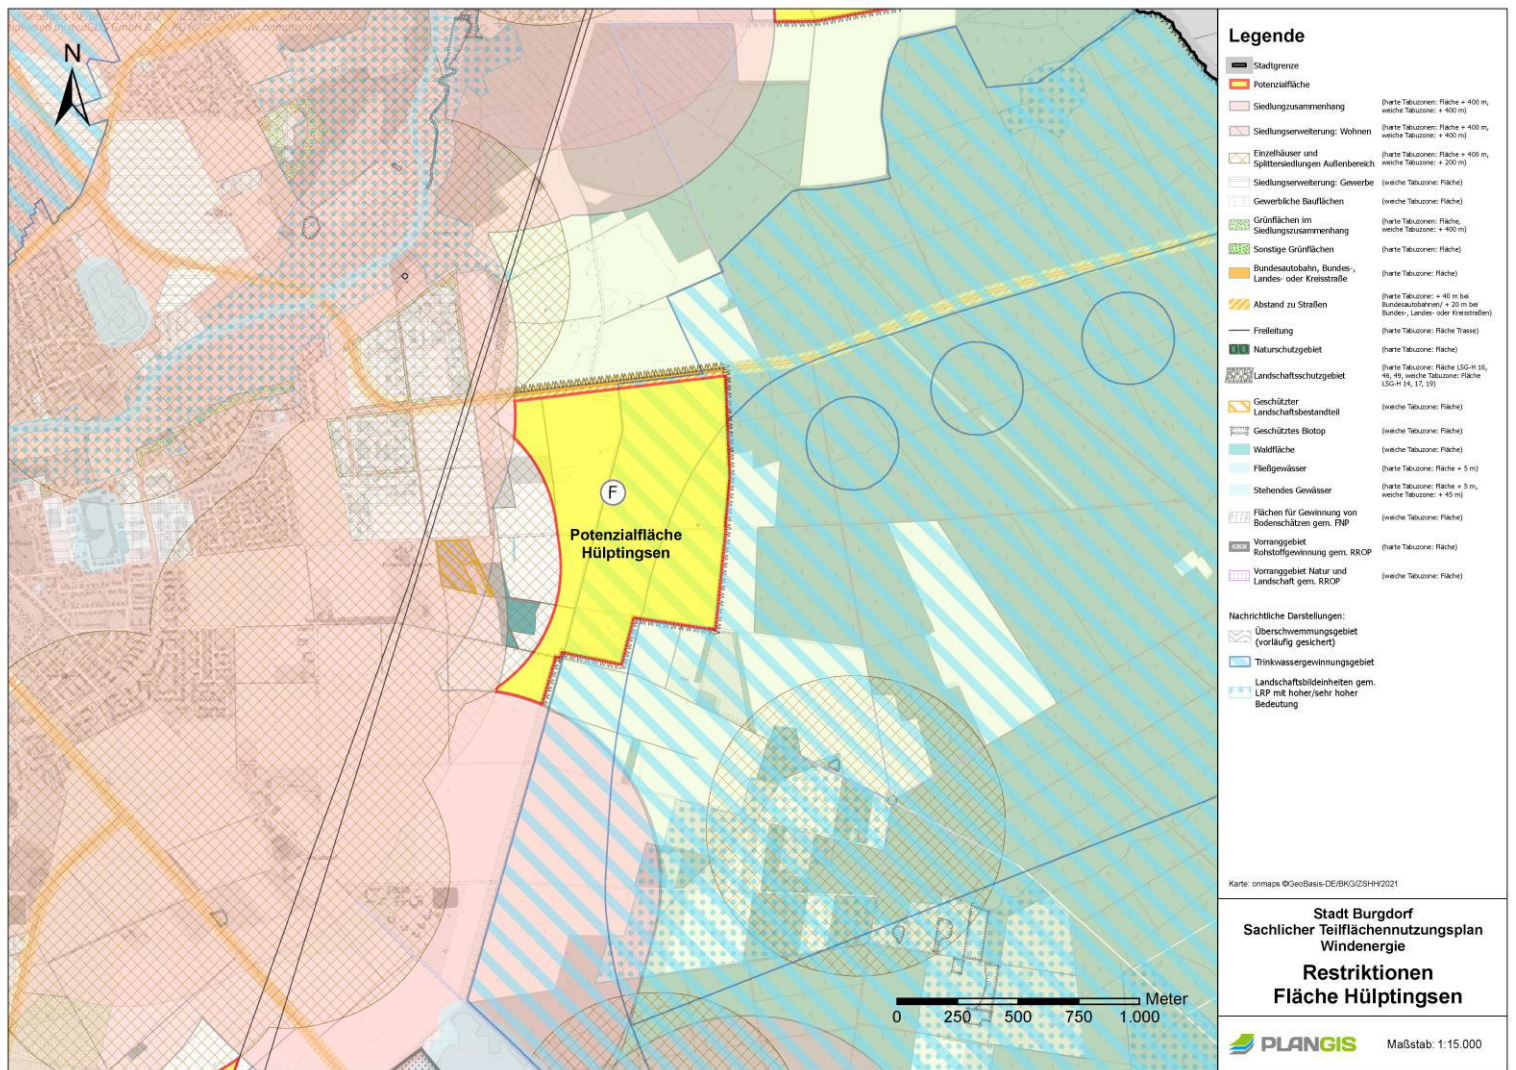 N
F
Potenzialfläche
Hülptingsen
Meter
0 250 500 750 1.000
Legende
Stadtgrenze
Potenzialfläche
Siedlungzusammenhang (harte Tabuzonen: Fläche + 400 m,
weiche Tabuzone: + 400 m)
Siedlungserweiterung: Wohnen (harte Tabuzonen: Fläche + 400 m,
weiche Tabuzone: + 400 m)
Einzelhäuser und
Splittersiedlungen Außenbereich (harte Tabuzonen: Fläche + 400 m,
weiche Tabuzone: + 200 m)
Siedlungserweiterung: Gewerbe (weiche Tabuzone: Fläche)
Gewerbliche Bauflächen (weiche Tabuzone: Fläche)
Grünflächen im
Siedlungszusammenhang (harte Tabuzonen: Fläche,
weiche Tabuzone: + 400 m)
Sonstige Grünflächen (harte Tabuzonen: Fläche)
Bundesautobahn, Bundes-,
Landes- oder Kreisstraße (harte Tabuzone: Fläche)
Abstand zu Straßen (harte Tabuzone: + 40 m bei
Bundesautobahnen/ + 20 m bei
Bundes-, Landes- oder Kreisstraßen)
Freileitung (harte Tabuzone: Fläche Trasse)
Naturschutzgebiet (harte Tabuzone: Fläche)
Landschaftsschutzgebiet (harte Tabuzone: Fläche LSG-H 16,
46, 49, weiche Tabuzone: Fläche
LSG-H 14, 17, 19)
Geschützter
Landschaftsbestandteil (weiche Tabuzone: Fläche)
Geschütztes Biotop (weiche Tabuzone: Fläche)
Waldfläche (weiche Tabuzone: Fläche)
Fließgewässer (harte Tabuzone: Fläche + 5 m)
Stehendes Gewässer (harte Tabuzone: Fläche + 5 m,
weiche Tabuzone: + 45 m)
Flächen für Gewinnung von
Bodenschätzen gem. FNP (weiche Tabuzone: Fläche)
Vorranggebiet
Rohstoffgewinnung gem. RROP (harte Tabuzone: Fläche)
Vorranggebiet Natur und
Landschaft gem. RROP (weiche Tabuzone: Fläche)
Nachrichtliche Darstellungen:
Überschwemmungsgebiet
(vorläufig gesichert)
Trinkwassergewinnungsgebiet
Landschaftsbildeinheiten gem.
LRP mit hoher/sehr hoher
Bedeutung
Karte: onmaps ©GeoBasis-DE/BKG/ZSHH/2021
Stadt Burgdorf
Sachlicher Teilflächennutzungsplan
Windenergie
Restriktionen
Fläche Hülptingsen
PLANGIS
Maßstab: 1:15.000